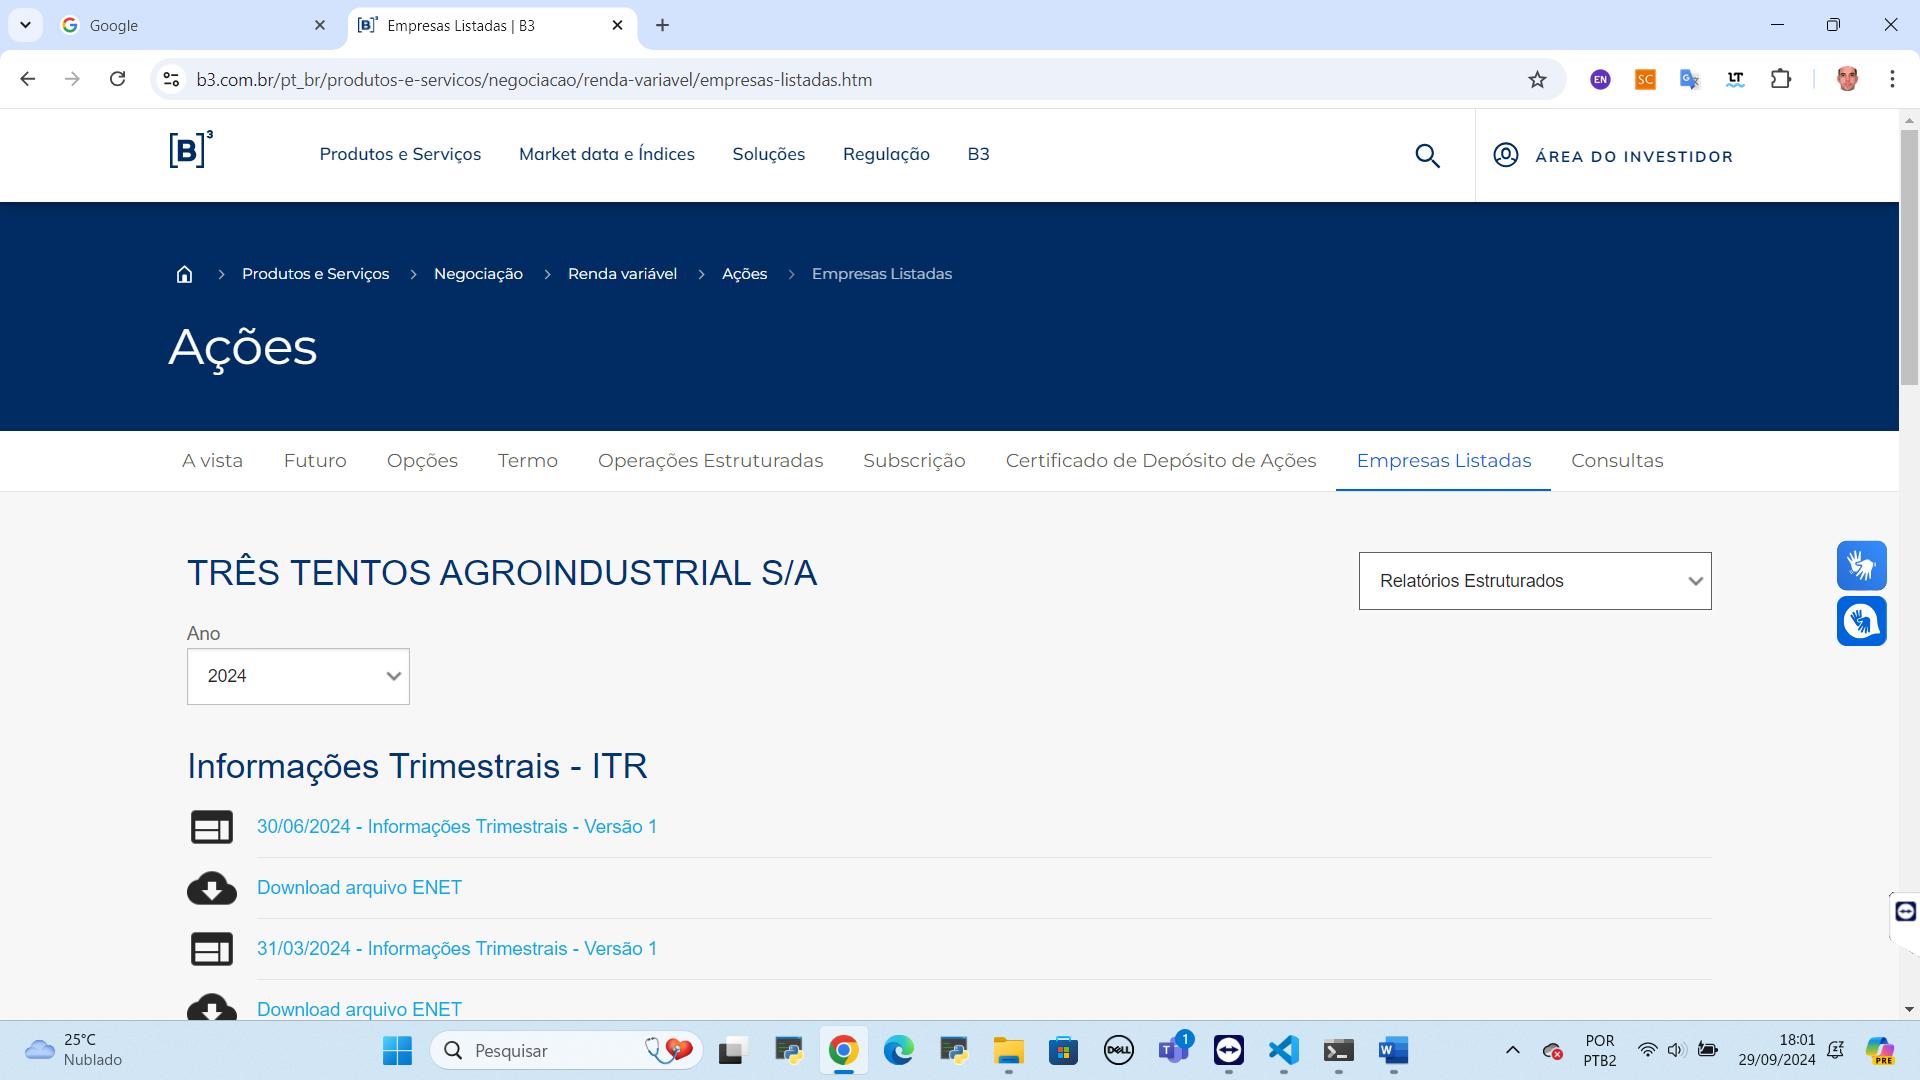 Google
Empresas Listadas | B3
b3.com.br/pt_br/produtos-e-servicos/negociacao/renda-variavel/empresas-listadas.htm
EN
SC
LT
[B]³
Produtos e Serviços
Market data e Índices
Soluções
Regulação
B3
ÁREA DO INVESTIDOR
Produtos e Serviços
Negociação
Renda variável
Ações
Empresas Listadas
Ações
A vista
Futuro
Opções
Termo
Operações Estruturadas
Subscrição
Certificado de Depósito de Ações
Empresas Listadas
Consultas
TRÊS TENTOS AGROINDUSTRIAL S/A
Relatórios Estruturados
Ano
2024
Informações Trimestrais - ITR
30/06/2024 - Informações Trimestrais - Versão 1
Download arquivo ENET
31/03/2024 - Informações Trimestrais - Versão 1
Download arquivo ENET
25°C
Nublado
Pesquisar
DELL
1
POR
PTB2
18:01
29/09/2024
PRE